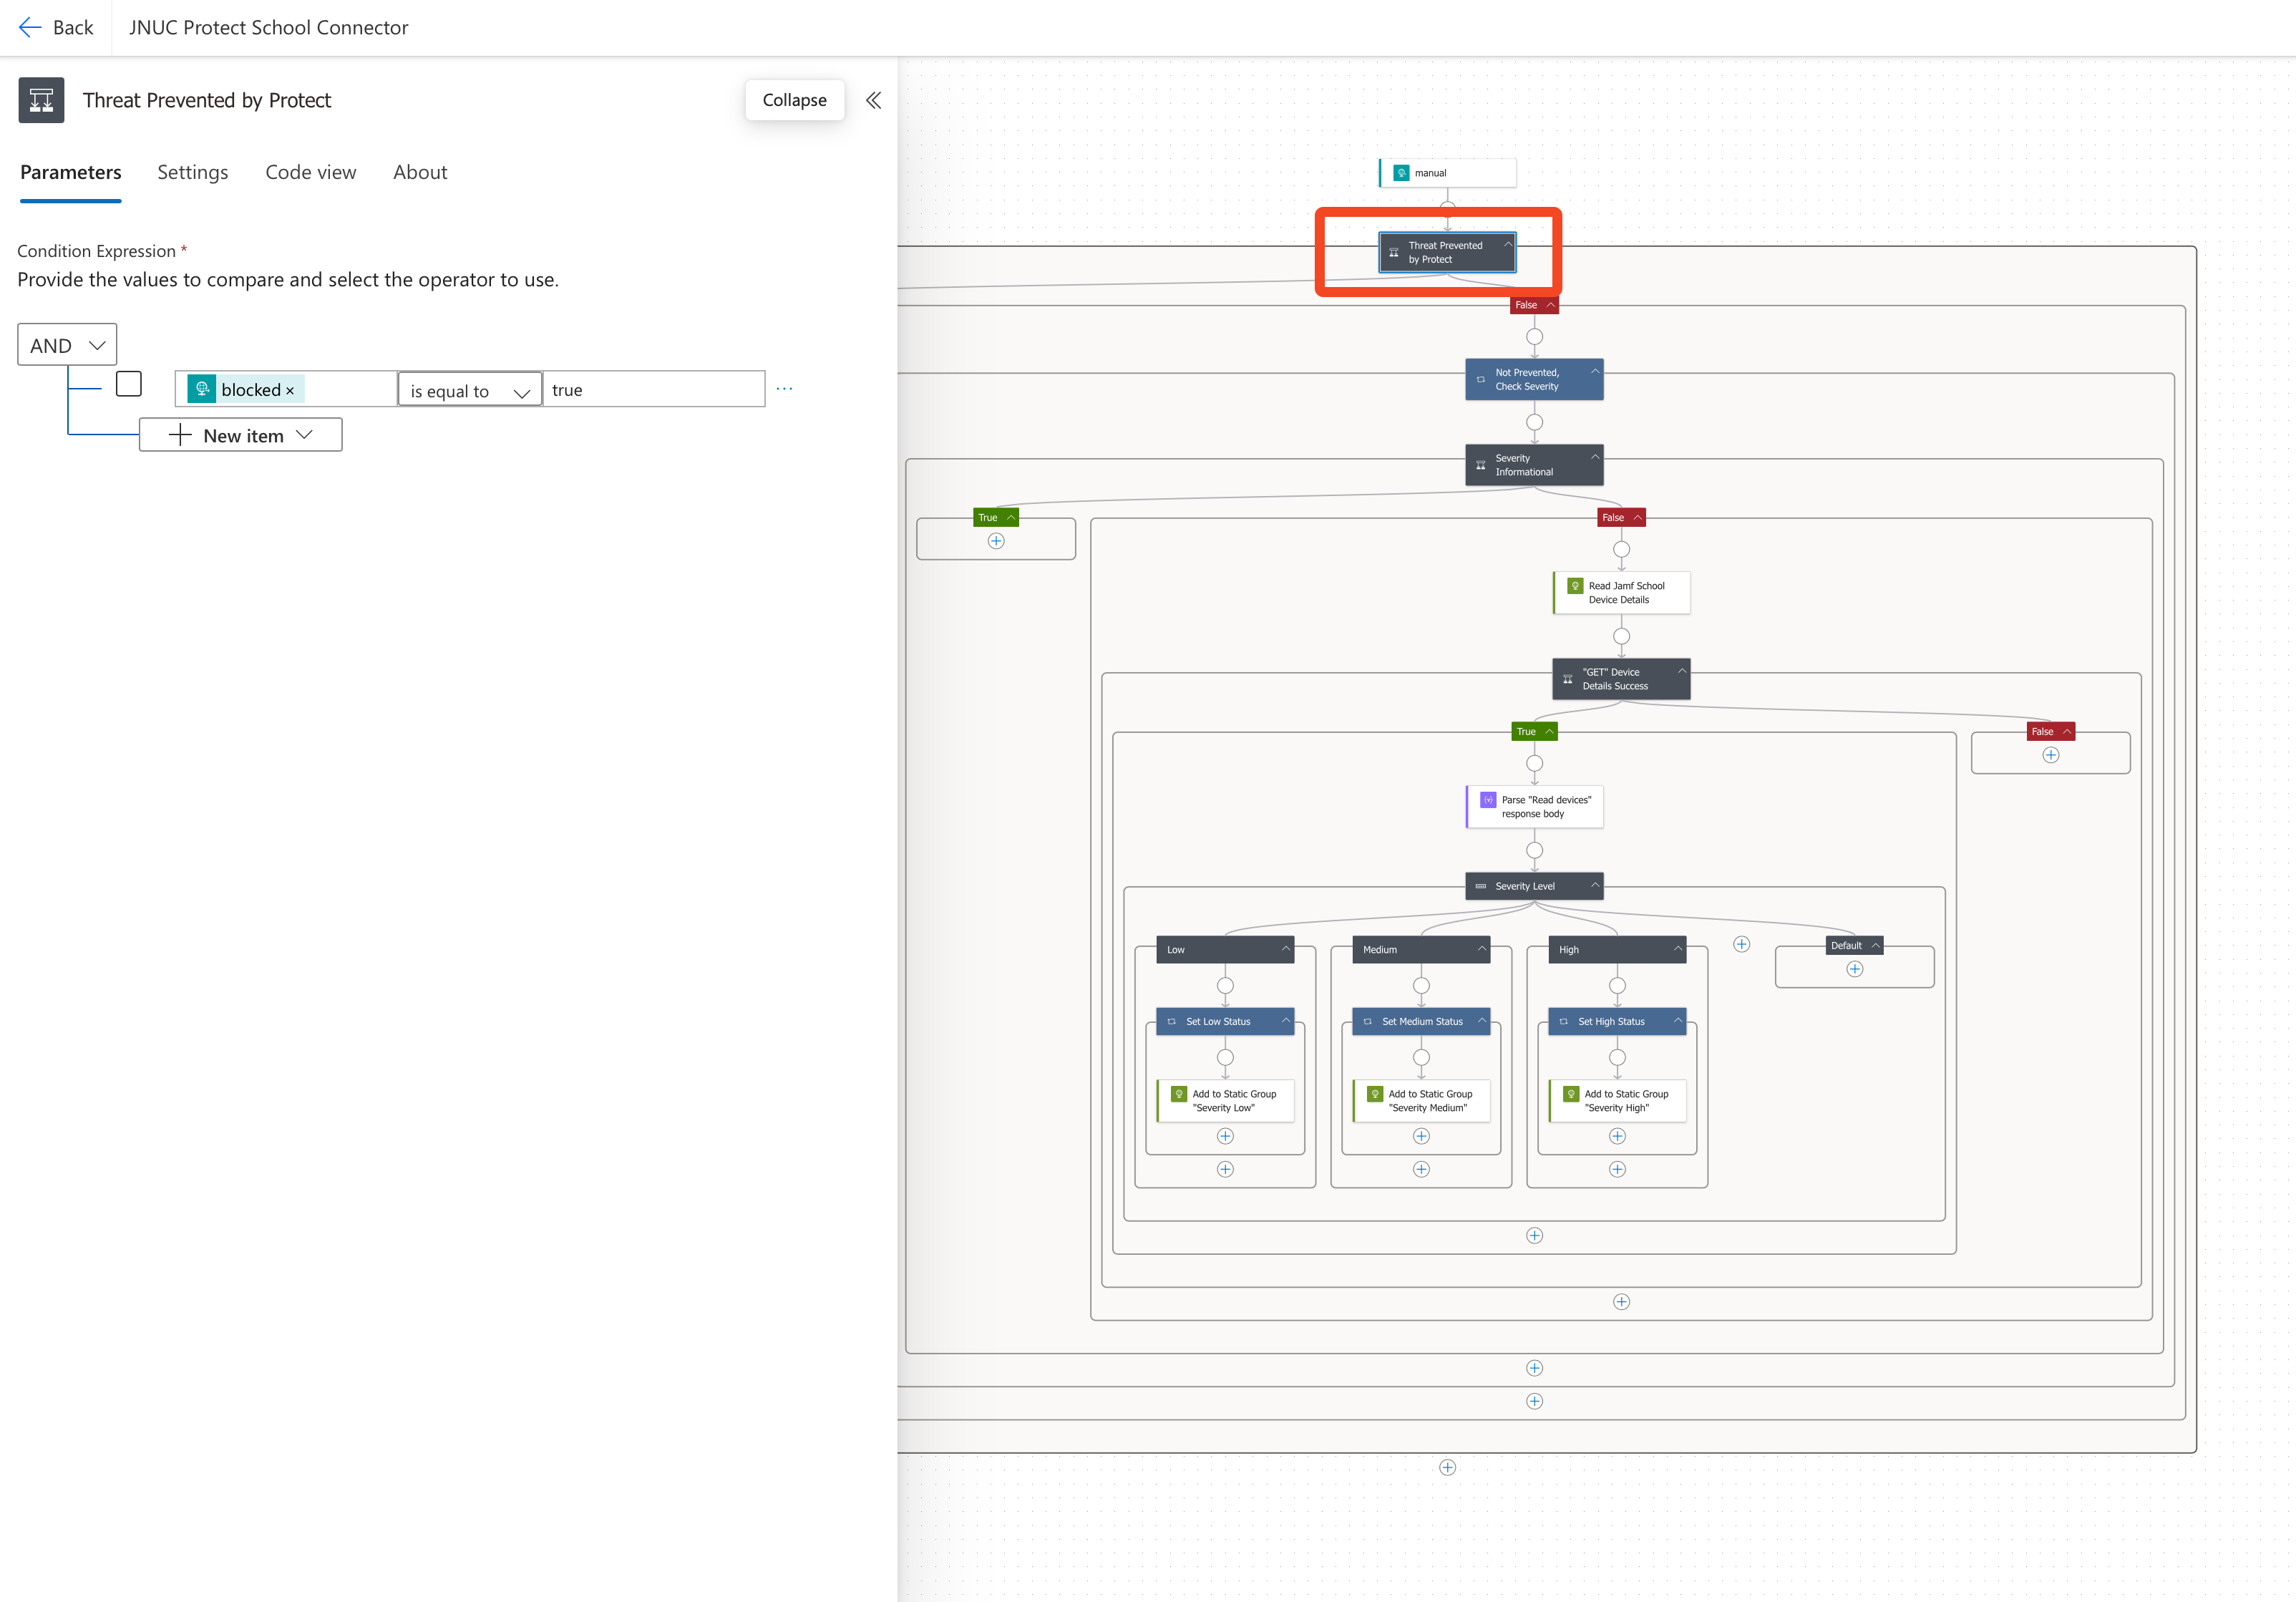 Back
JNUC Protect School Connector
Threat Prevented by Protect
Collapse
Parameters
Settings
Code view
About
Condition Expression *
Provide the values to compare and select the operator to use.
AND
blocked ×
is equal to
true
...
New item
manual
Threat Prevented
by Protect
False
Not Prevented,
Check Severity
Severity
Informational
True
False
Read Jamf School
Device Details
"GET" Device
Details Success
True
False
Parse "Read devices"
response body
Severity Level
Low
Medium
High
Default
Set Low Status
Set Medium Status
Set High Status
Add to Static Group
"Severity Low"
Add to Static Group
"Severity Medium"
Add to Static Group
"Severity High"